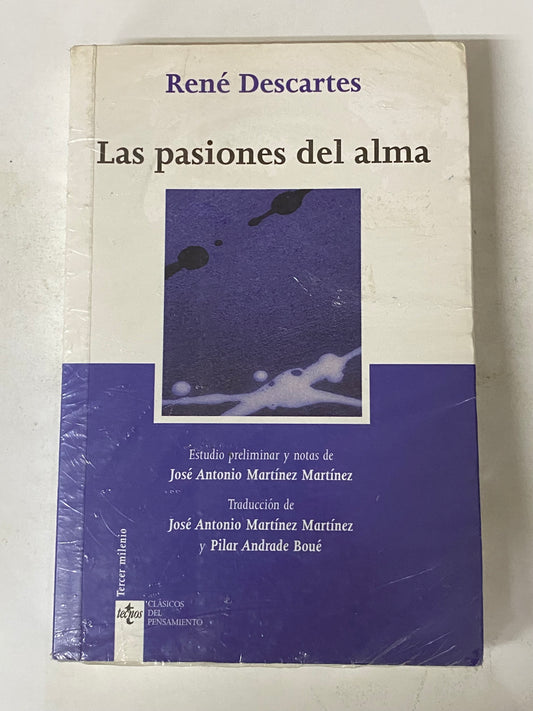 René Descartes
Las pasiones del alma
Estudio preliminar y notas de
José Antonio Martínez Martínez
Traducción de
José Antonio Martínez Martínez
y Pilar Andrade Boué
Tercer milenio
tecnos
CLÁSICOS
DEL
PENSAMIENTO